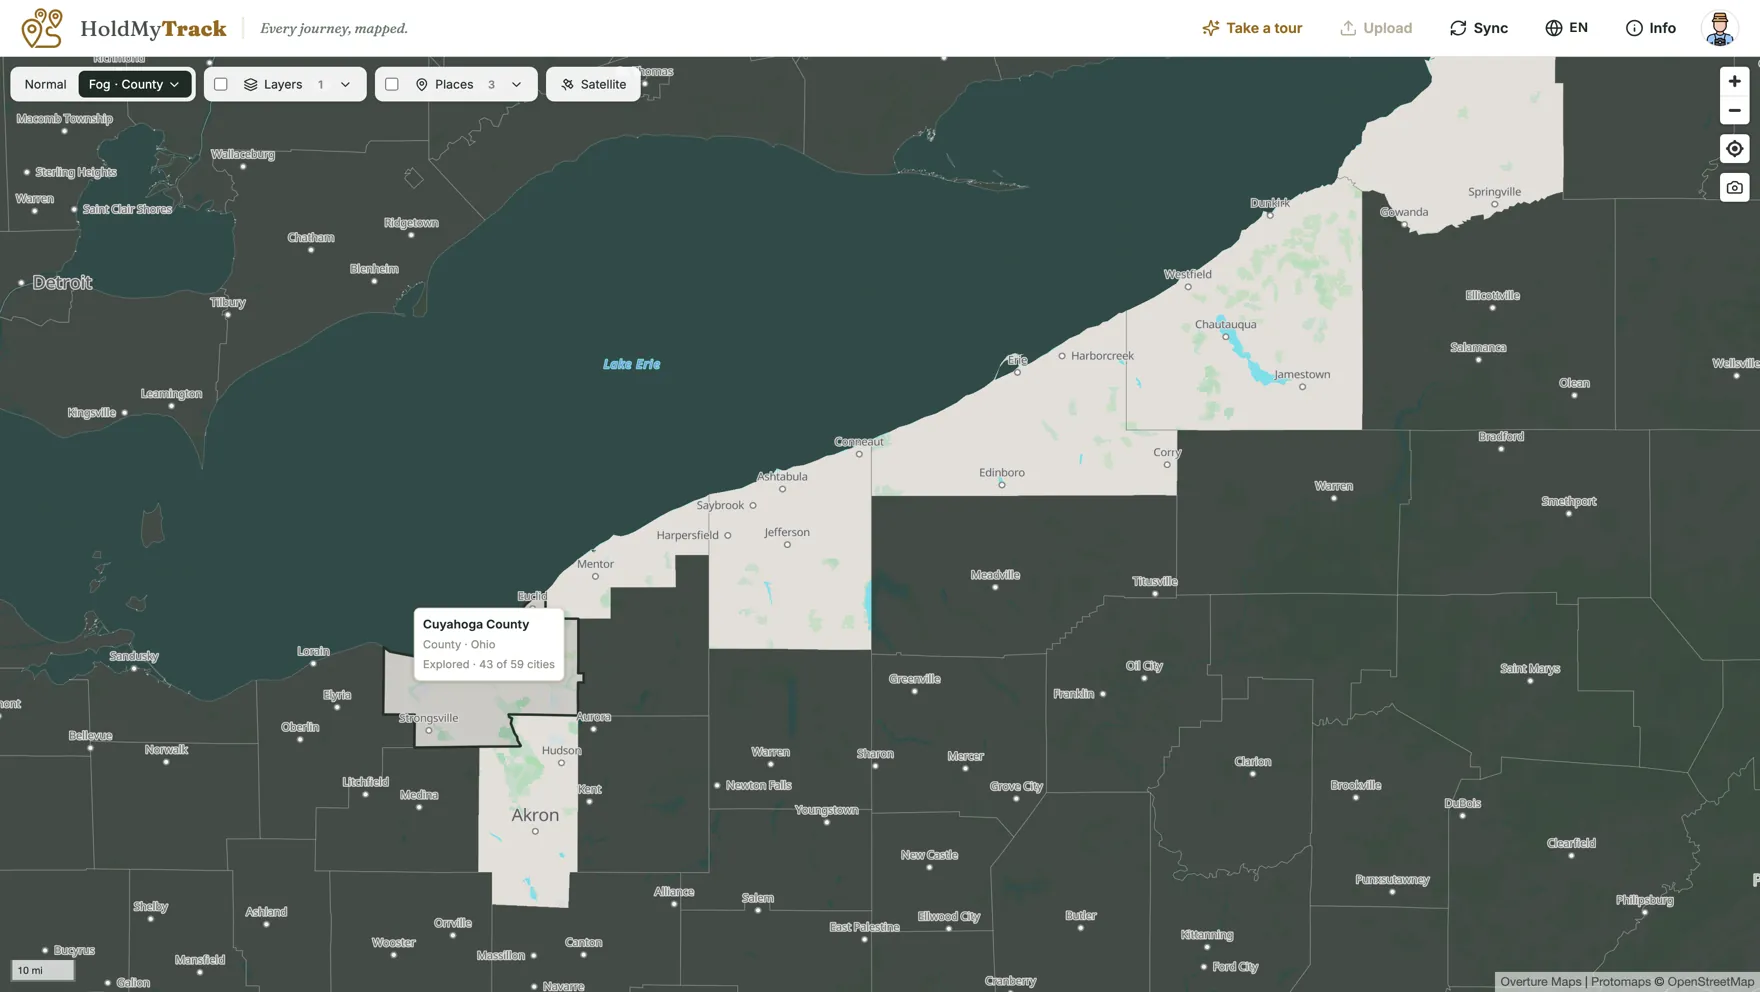 HoldMyTrack
Every journey, mapped.
Take a tour
Upload
Sync
EN
Info
Normal
Fog · County
Layers 1
Places 3
Satellite
Richmond
Macomb Township
Wallaceburg
Sterling Heights
Warren
Saint Clair Shores
Ridgetown
Chatham
Blenheim
Detroit
Tilbury
Leamington
Kingsville
Lake Erie
Springville
Dunkirk
Gowanda
Westfield
Ellicottville
Chautauqua
Salamanca
Erie
Harborcreek
Jamestown
Olean
Wellsville
Conneaut
Bradford
Corry
Edinboro
Ashtabula
Warren
Saybrook
Smethport
Harpersfield
Jefferson
Mentor
Meadville
Titusville
Euclid
Cuyahoga County
County · Ohio
Explored · 43 of 59 cities
Lorain
Sandusky
Oil City
Saint Marys
Greenville
Franklin
Elyria
Strongsville
Aurora
Oberlin
Bellevue
Norwalk
Hudson
Warren
Sharon
Mercer
Clarion
Litchfield
Medina
Kent
Newton Falls
Grove City
Brookville
DuBois
Youngstown
Akron
Clearfield
New Castle
Punxsutawney
Alliance
Salem
Philipsburg
Shelby
Ashland
Ellwood City
Butler
Orrville
East Palestine
Kittanning
Wooster
Canton
Bucyrus
Massillon
Mansfield
Ford City
10 mi
Galion
Navarre
Cranberry
Overture Maps | Protomaps © OpenStreetMap